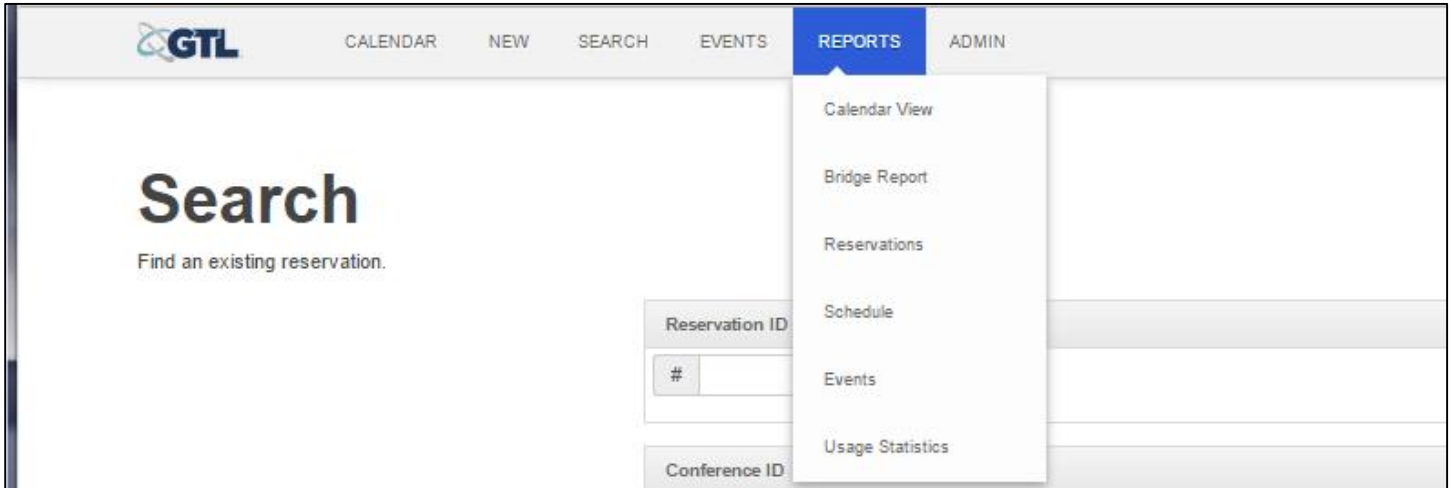 GTL CALENDAR NEW SEARCH EVENTS REPORTS ADMIN
Calendar View
Bridge Report
Reservations
Schedule
Events
Usage Statistics
Search
Find an existing reservation.
Reservation ID
#
Conference ID